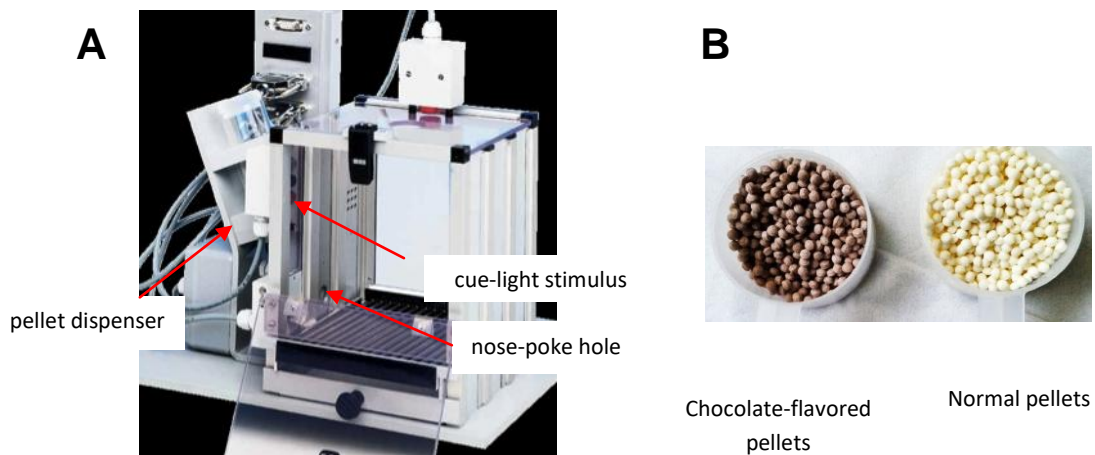 A
B
cue-light stimulus
pellet dispenser
nose-poke hole
Chocolate-flavored
pellets
Normal pellets